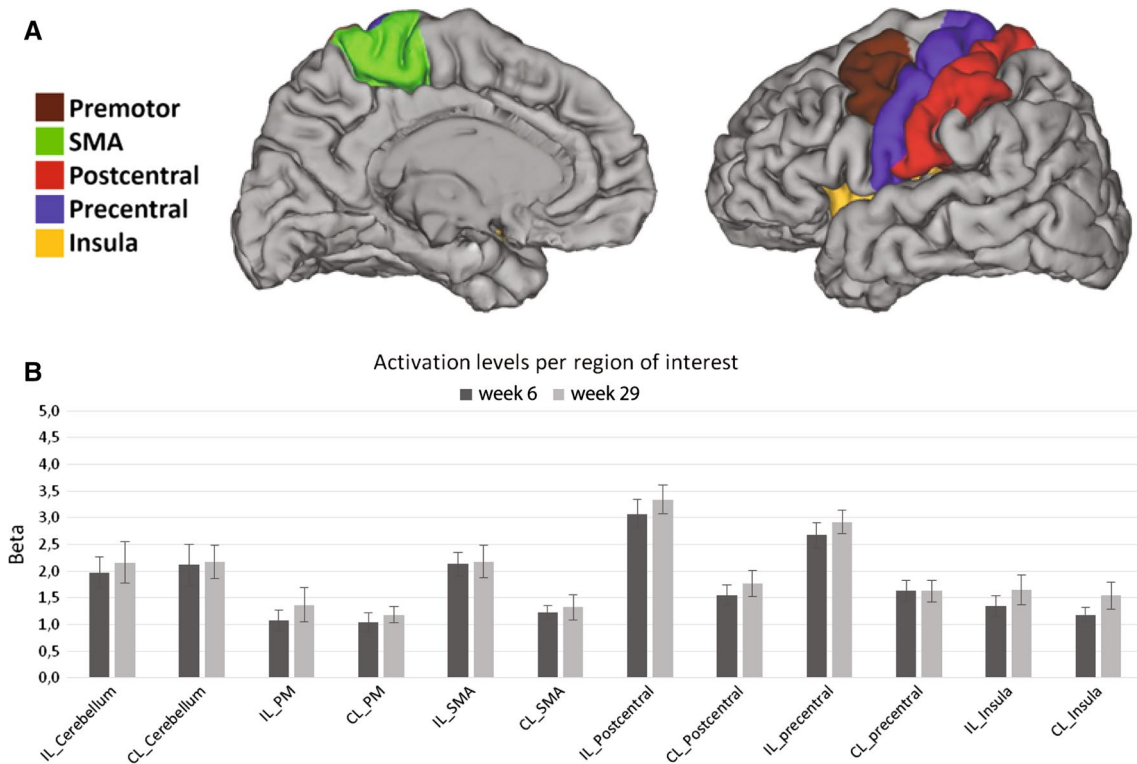 A
Premotor
SMA
Postcentral
Precentral
Insula
B
Activation levels per region of interest
week 6 week 29
5,0
4,5
4,0
3,5
3,0
2,5
2,0
1,5
1,0
0,5
0,0
Beta
IL_Cerebellum
CL_Cerebellum
IL_PM
CL_PM
IL_SMA
CL_SMA
IL_Postcentral
CL_Postcentral
IL_precentral
CL_precentral
IL_Insula
CL_Insula